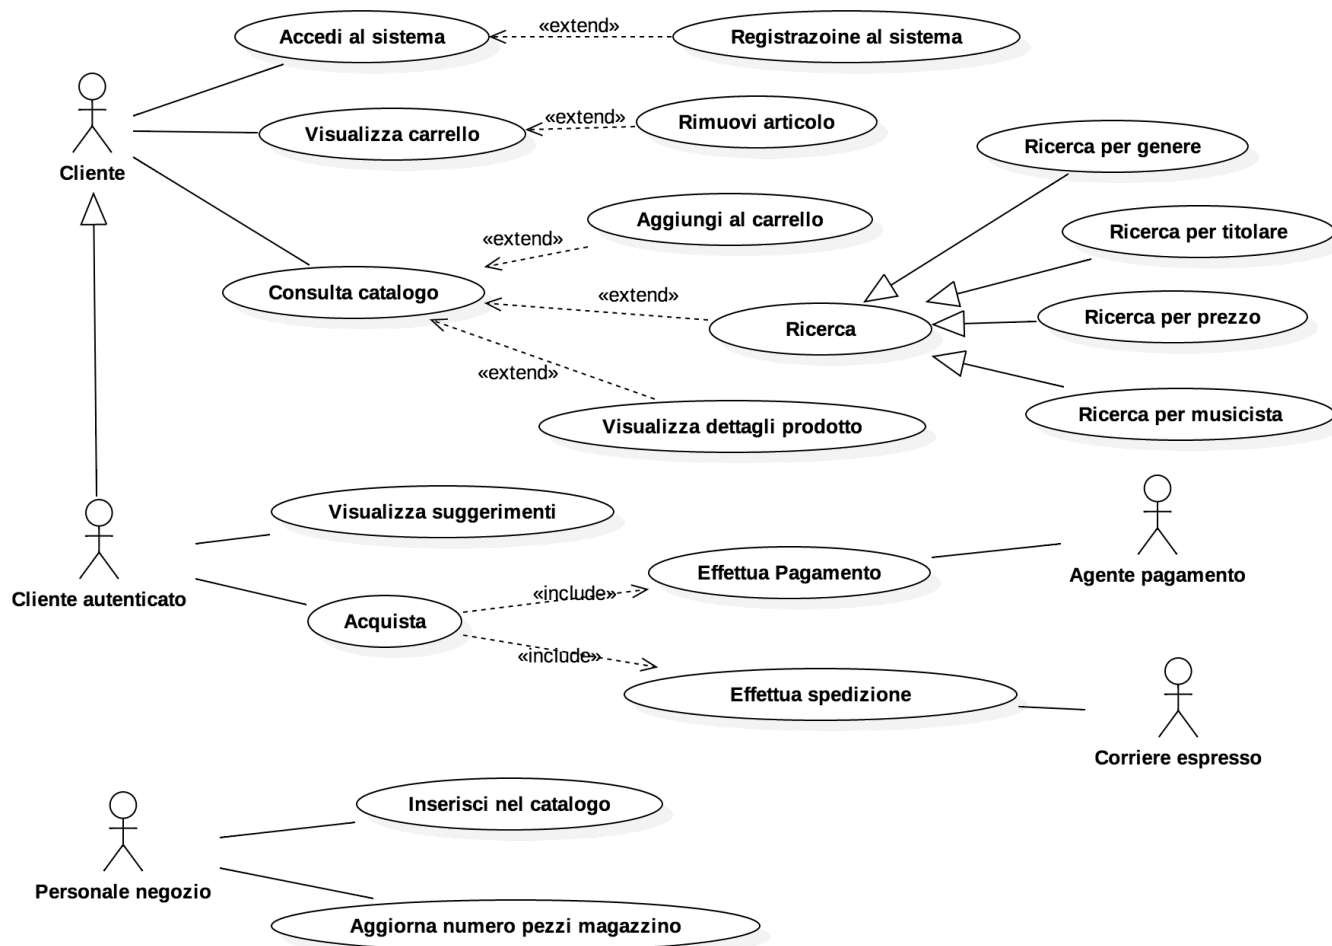 Accedi al sistema
«extend»
Registrazoine al sistema
Cliente
Visualizza carrello
«extend»
Rimuovi articolo
Ricerca per genere
Aggiungi al carrello
«extend»
Ricerca per titolare
Consulta catalogo
«extend»
Ricerca
Ricerca per prezzo
«extend»
Visualizza dettagli prodotto
Ricerca per musicista
Visualizza suggerimenti
Cliente autenticato
Effettua Pagamento
Agente pagamento
«include»
Acquista
«include»
Effettua spedizione
Corriere espresso
Inserisci nel catalogo
Personale negozio
Aggiorna numero pezzi magazzino